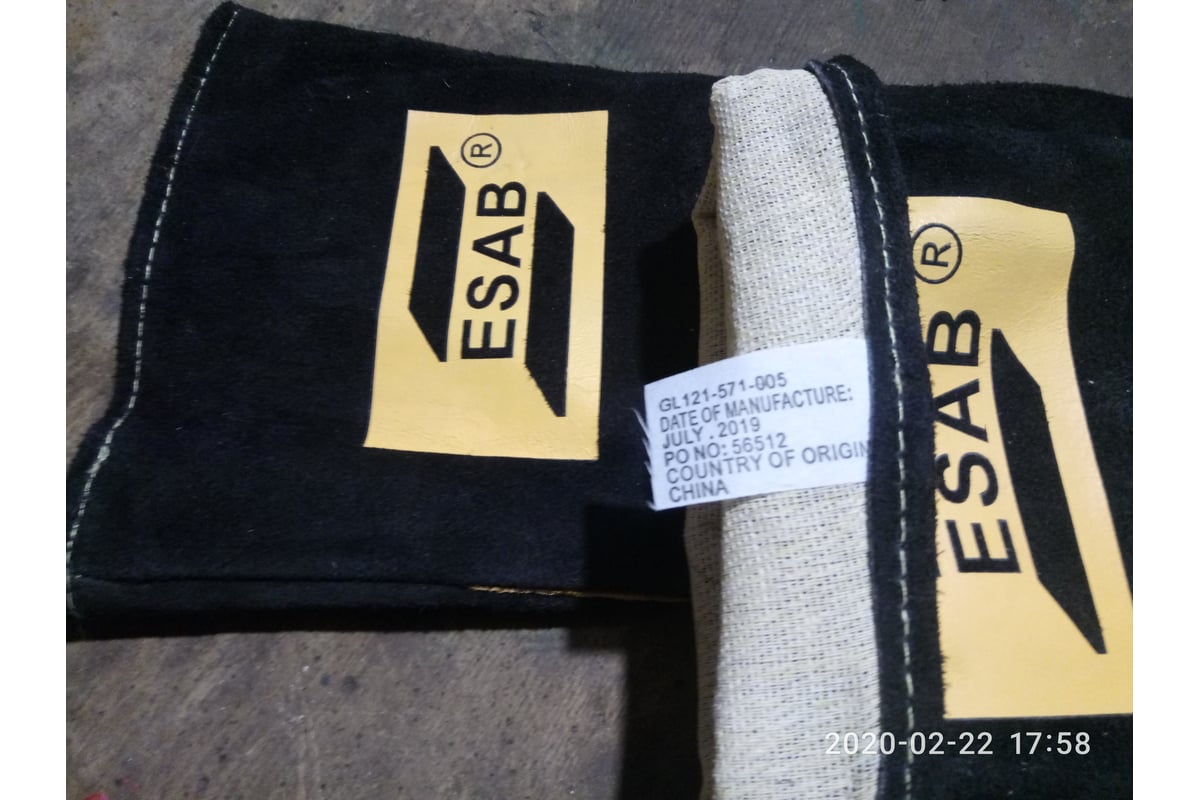 ESAB ®
GL121-571-005
DATE OF MANUFACTURE:
JULY . 2019
PO NO: 56512
COUNTRY OF ORIGIN
CHINA
ESAB ®
2020-02-22 17:58